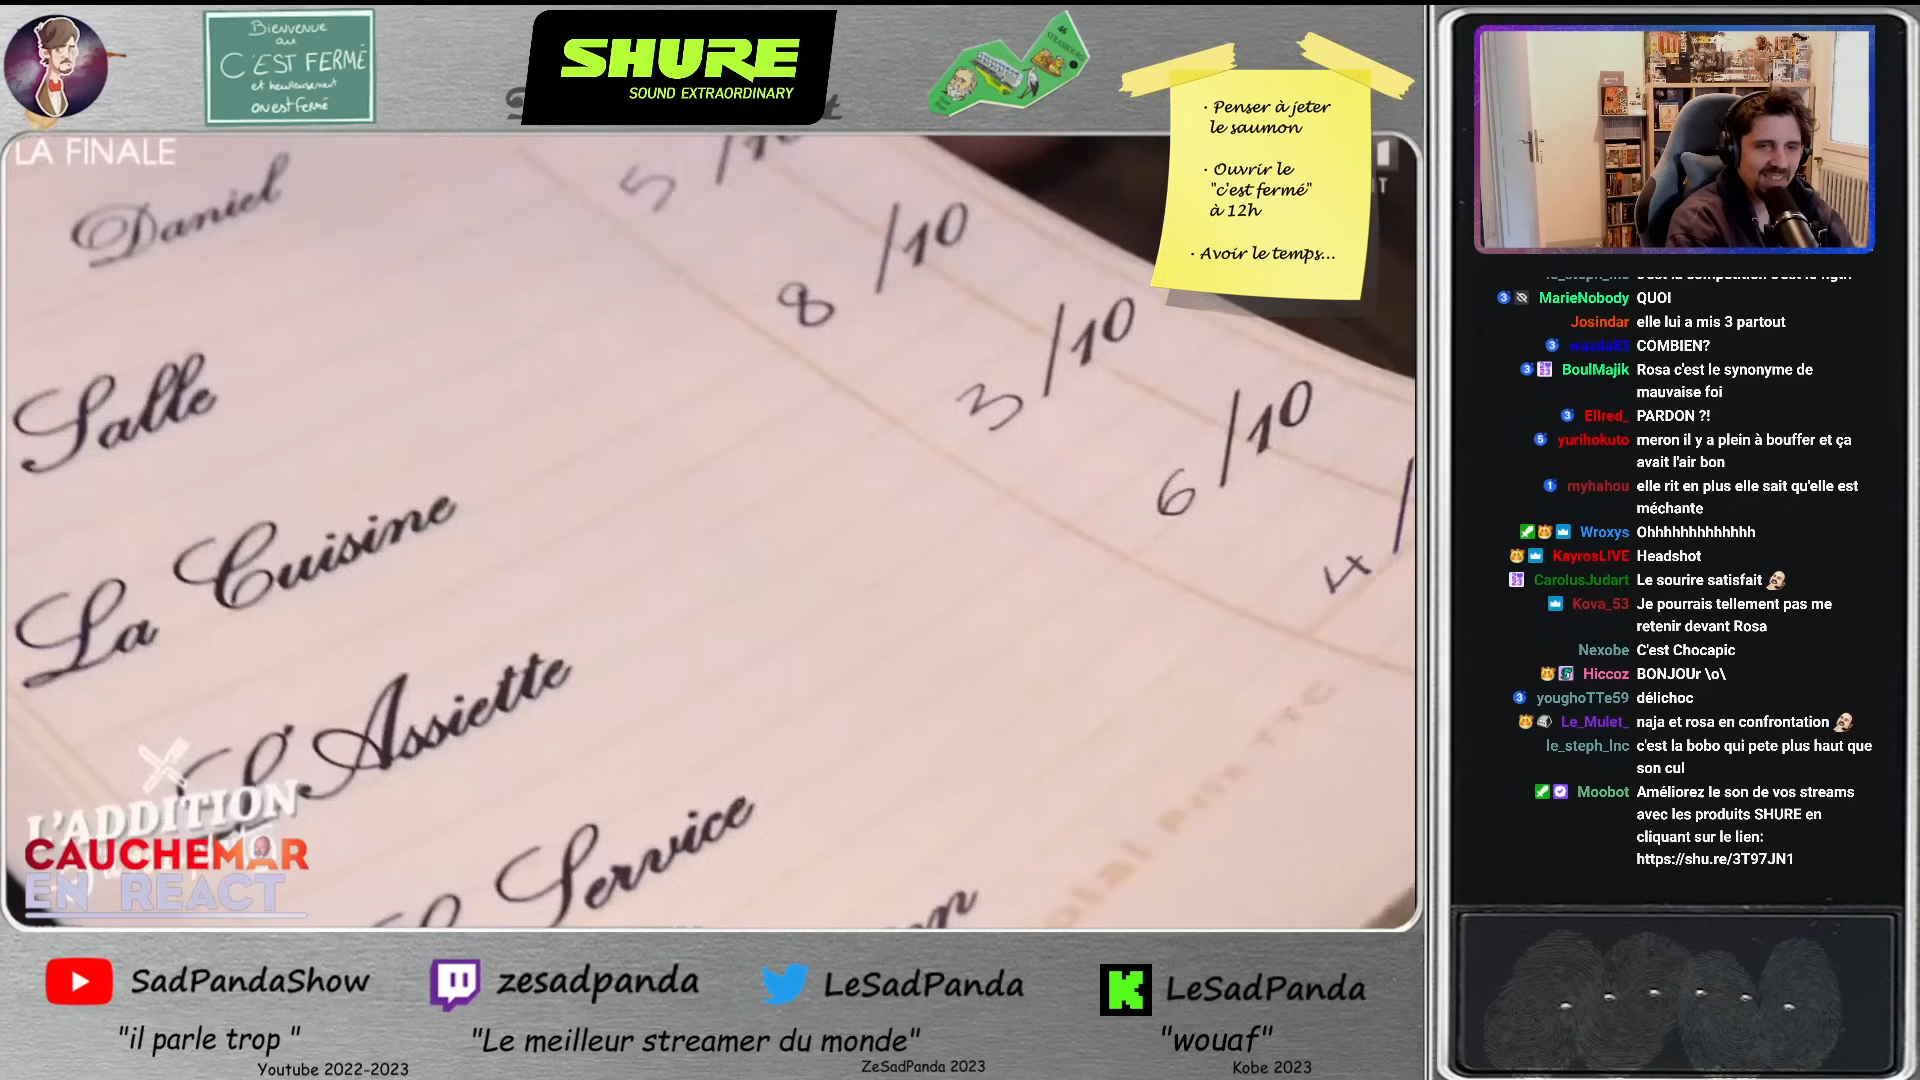 Bienvenue
au
C'EST FERMÉ
et heureusement
on est fermé
SHURE
SOUND EXTRAORDINARY
STRASBOURG
· Penser à jeter
le saumon
· Ouvrir le
"c'est fermé"
à 12h
· Avoir le temps...
LA FINALE
Daniel
5 /10
Salle
8 /10
La Cuisine
3 /10
L'Assiette
6 /10
Service
4 /
L'ADDITION
CAUCHEMAR
EN REACT
MarieNobody QUOI
Josindar elle lui a mis 3 partout
wazda83 COMBIEN?
BoulMajik Rosa c'est le synonyme de
mauvaise foi
Ellred_ PARDON ?!
yurihokuto meron il y a plein à bouffer et ça
avait l'air bon
myhahou elle rit en plus elle sait qu'elle est
méchante
Wroxys Ohhhhhhhhhhhh
KayrosLIVE Headshot
CarolusJudart Le sourire satisfait
Kova_53 Je pourrais tellement pas me
retenir devant Rosa
Nexobe C'est Chocapic
Hiccoz BONJOUr \o\
youghoTTe59 délichoc
Le_Mulet_ naja et rosa en confrontation
le_steph_Inc c'est la bobo qui pete plus haut que
son cul
Moobot Améliorez le son de vos streams
avec les produits SHURE en
cliquant sur le lien:
https://shu.re/3T97JN1
SadPandaShow
"il parle trop "
Youtube 2022-2023
zesadpanda
"Le meilleur streamer du monde"
ZeSadPanda 2023
LeSadPanda
LeSadPanda
"wouaf"
Kobe 2023